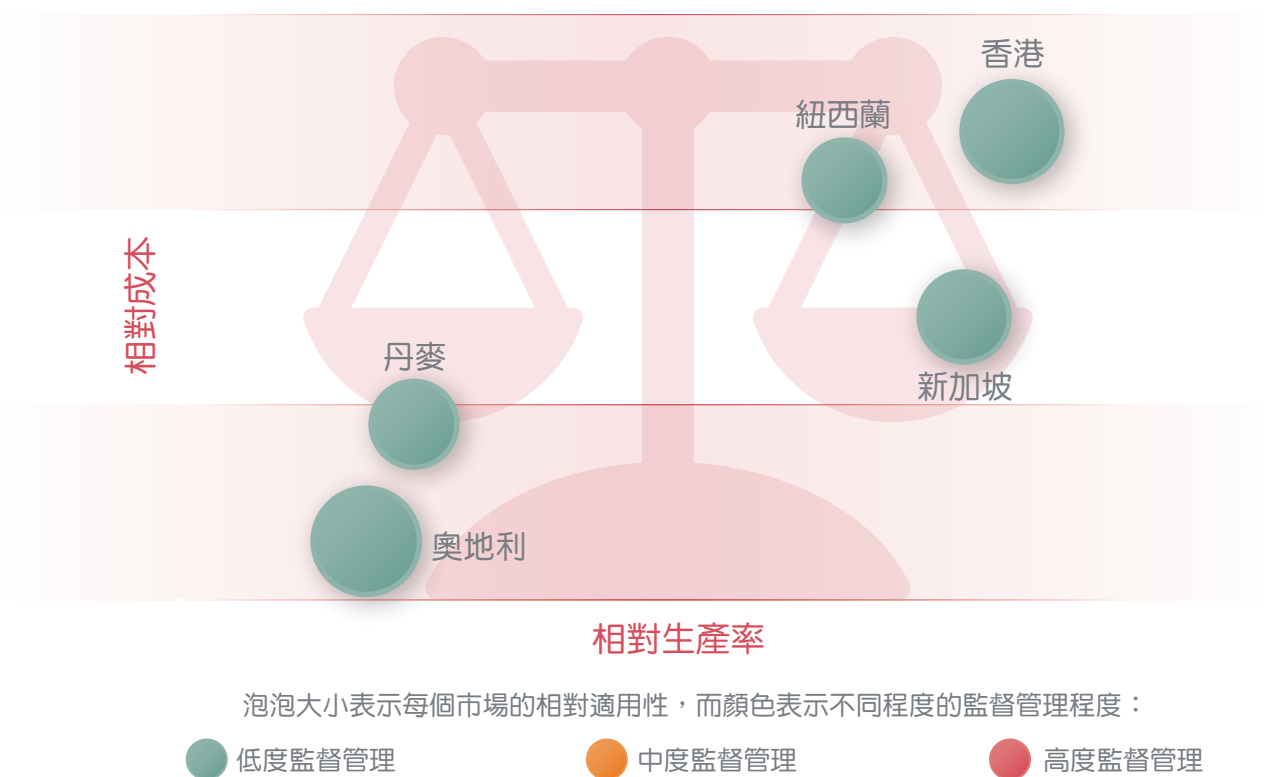 香港
紐西蘭
相對成本
新加坡
丹麥
奧地利
相對生產率
泡泡大小表示每個市場的相對適用性，而顏色表示不同程度的監督管理程度：
低度監督管理
中度監督管理
高度監督管理